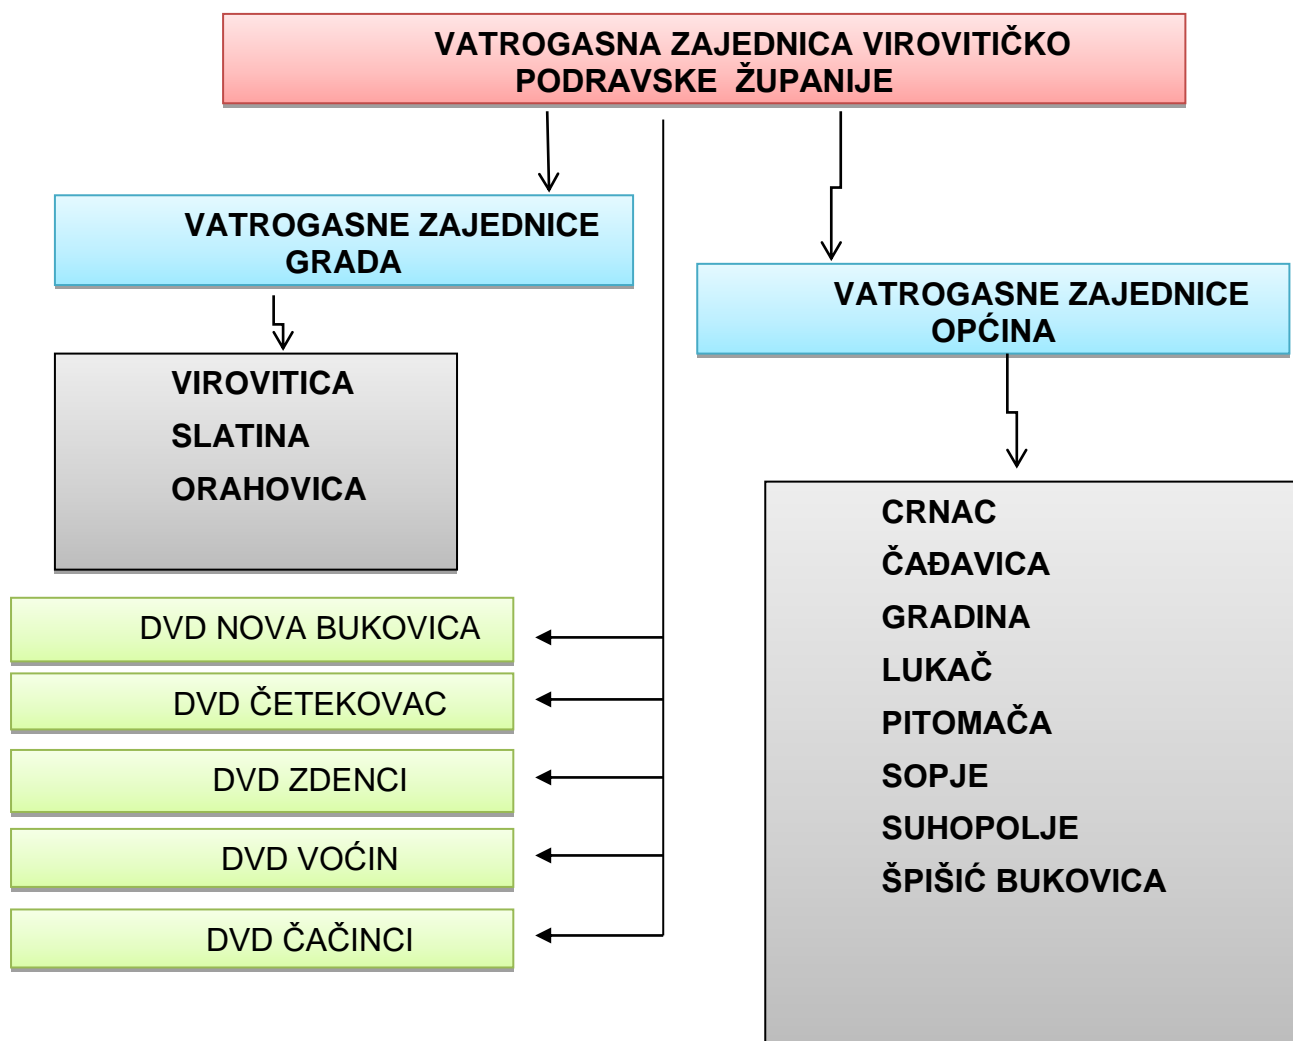 VATROGASNA ZAJEDNICA VIROVITIČKO
PODRAVSKE ŽUPANIJE
VATROGASNE ZAJEDNICE
GRADA
VATROGASNE ZAJEDNICE
OPĆINA
VIROVITICA
SLATINA
ORAHOVICA
CRNAC
ČAĐAVICA
GRADINA
LUKAČ
PITOMAČA
SOPJE
SUHOPOLJE
ŠPIŠIĆ BUKOVICA
DVD NOVA BUKOVICA
DVD ČETEKOVAC
DVD ZDENCI
DVD VOĆIN
DVD ČAČINCI